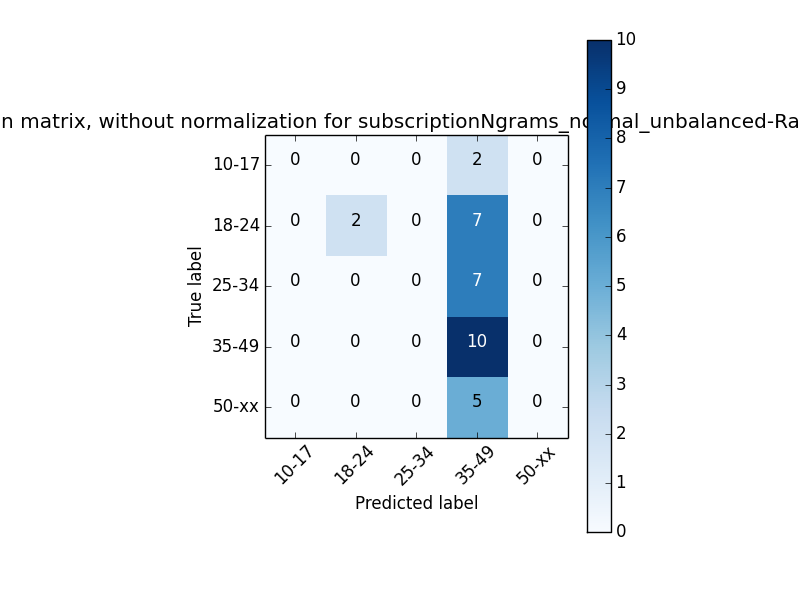 n matrix, without normalization for subscriptionNgrams_normal_unbalanced-Ra
10-17 0 0 0 2 0
18-24 0 2 0 7 0
25-34 0 0 0 7 0
35-49 0 0 0 10 0
50-xx 0 0 0 5 0
10-17 18-24 25-34 35-49 50-xx
True label
Predicted label
10
9
8
7
6
5
4
3
2
1
0